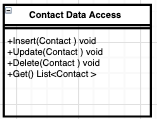 Contact Data Access
+Insert(Contact ) void
+Update(Contact ) void
+Delete(Contact ) void
+Get() List<Contact >